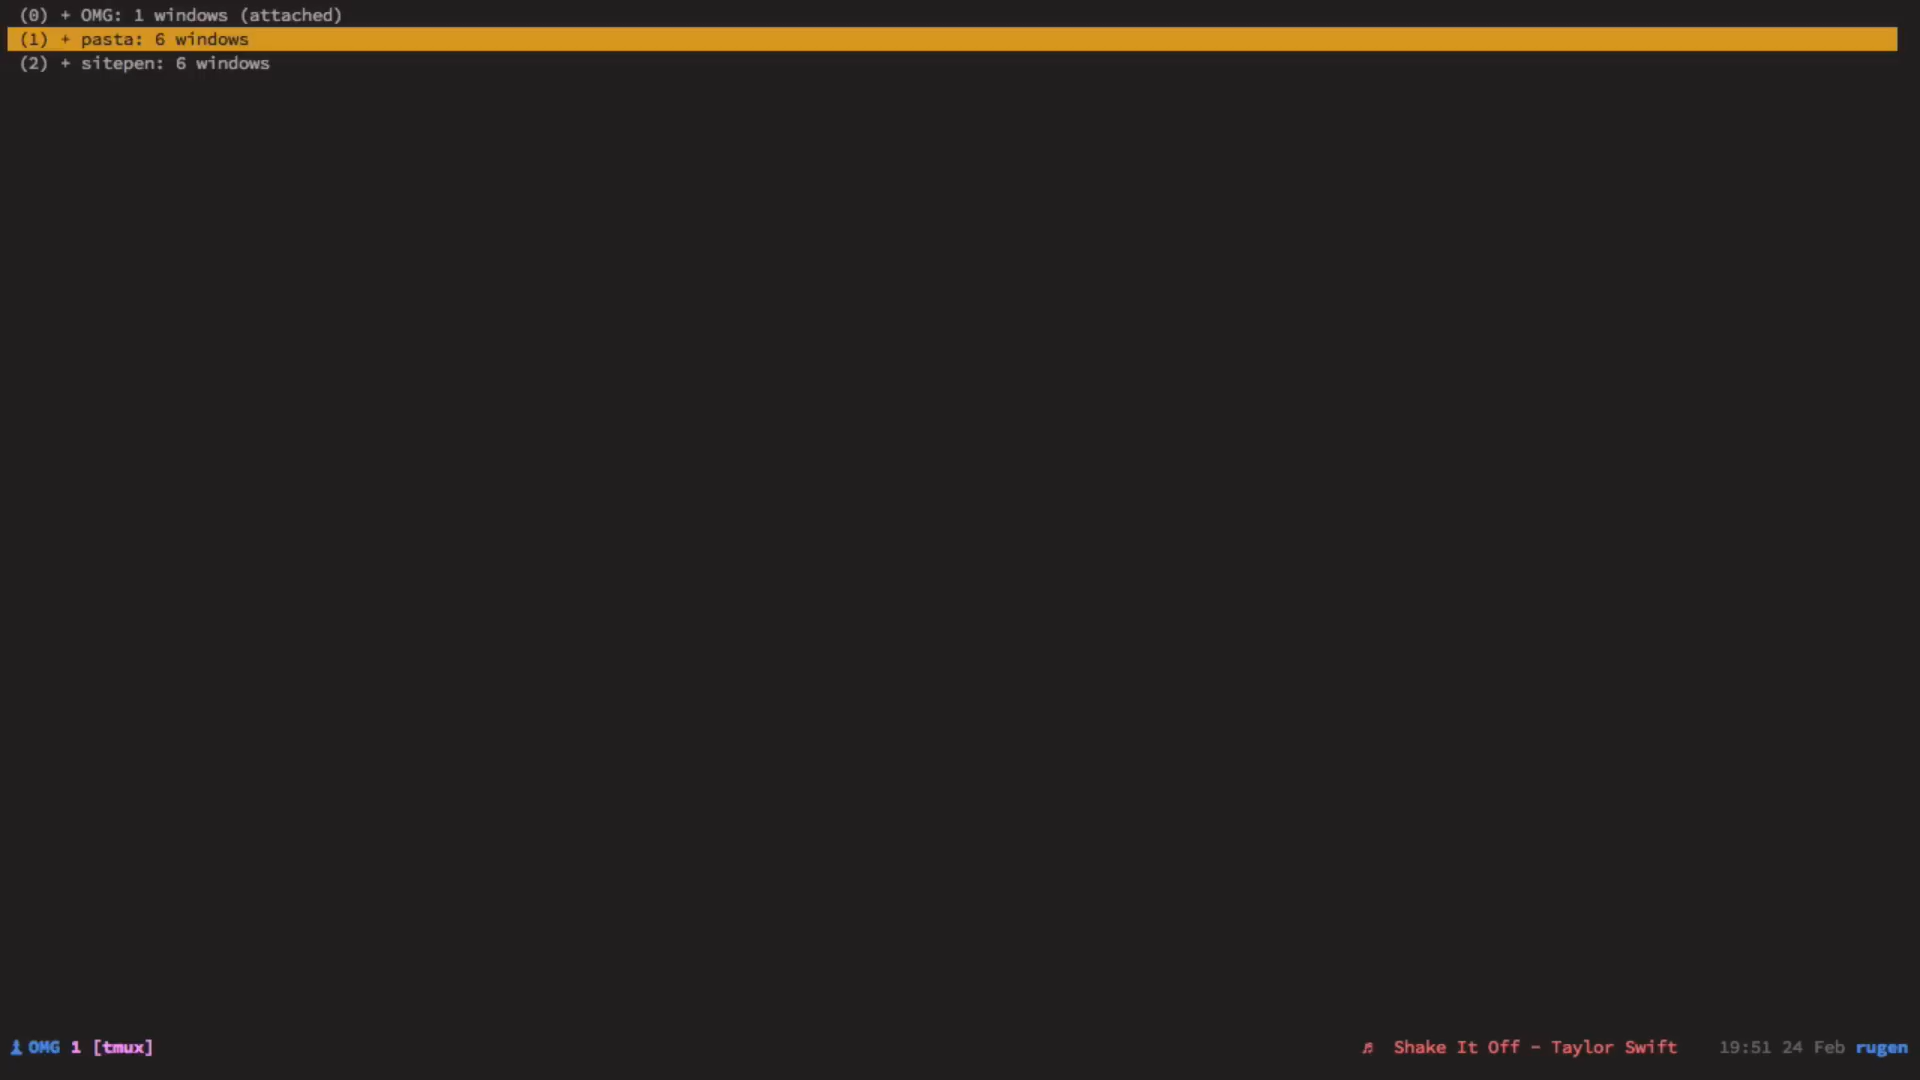 (0) + OMG: 1 windows (attached)
(1) + pasta: 6 windows
(2) + sitepen: 6 windows
OMG 1 [tmux] ♬ Shake It Off - Taylor Swift 19:51 24 Feb rugen